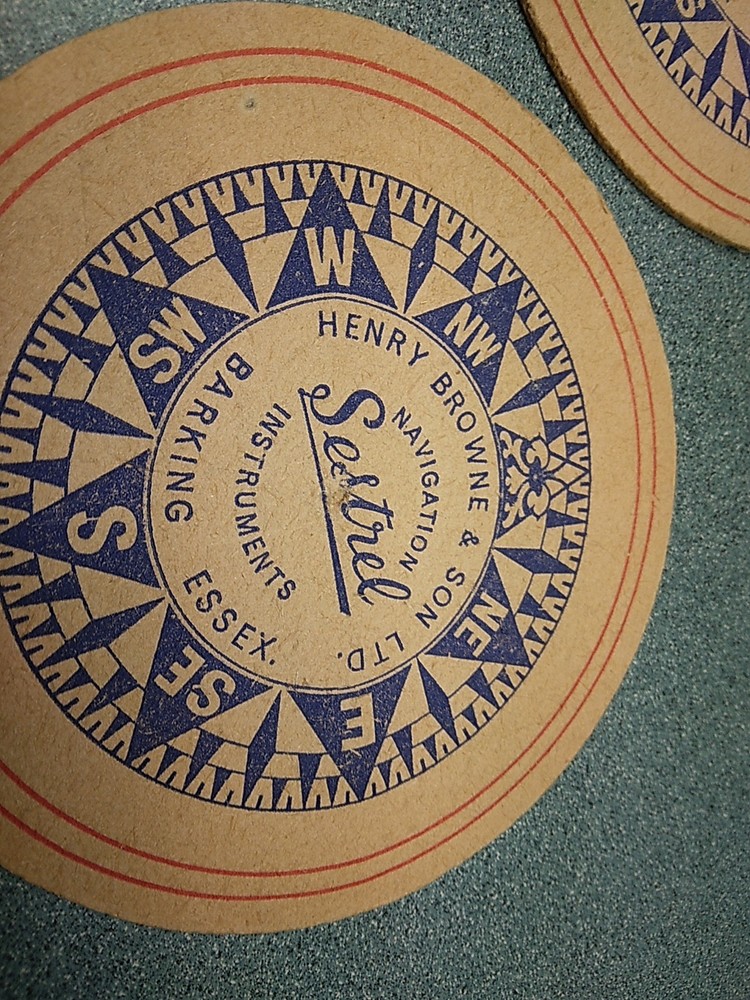 HENRY BROWNE & SON LTD.
NAVIGATION
Sestrel
INSTRUMENTS
BARKING ESSEX.
W
NW
NE
E
SE
S
SW
S